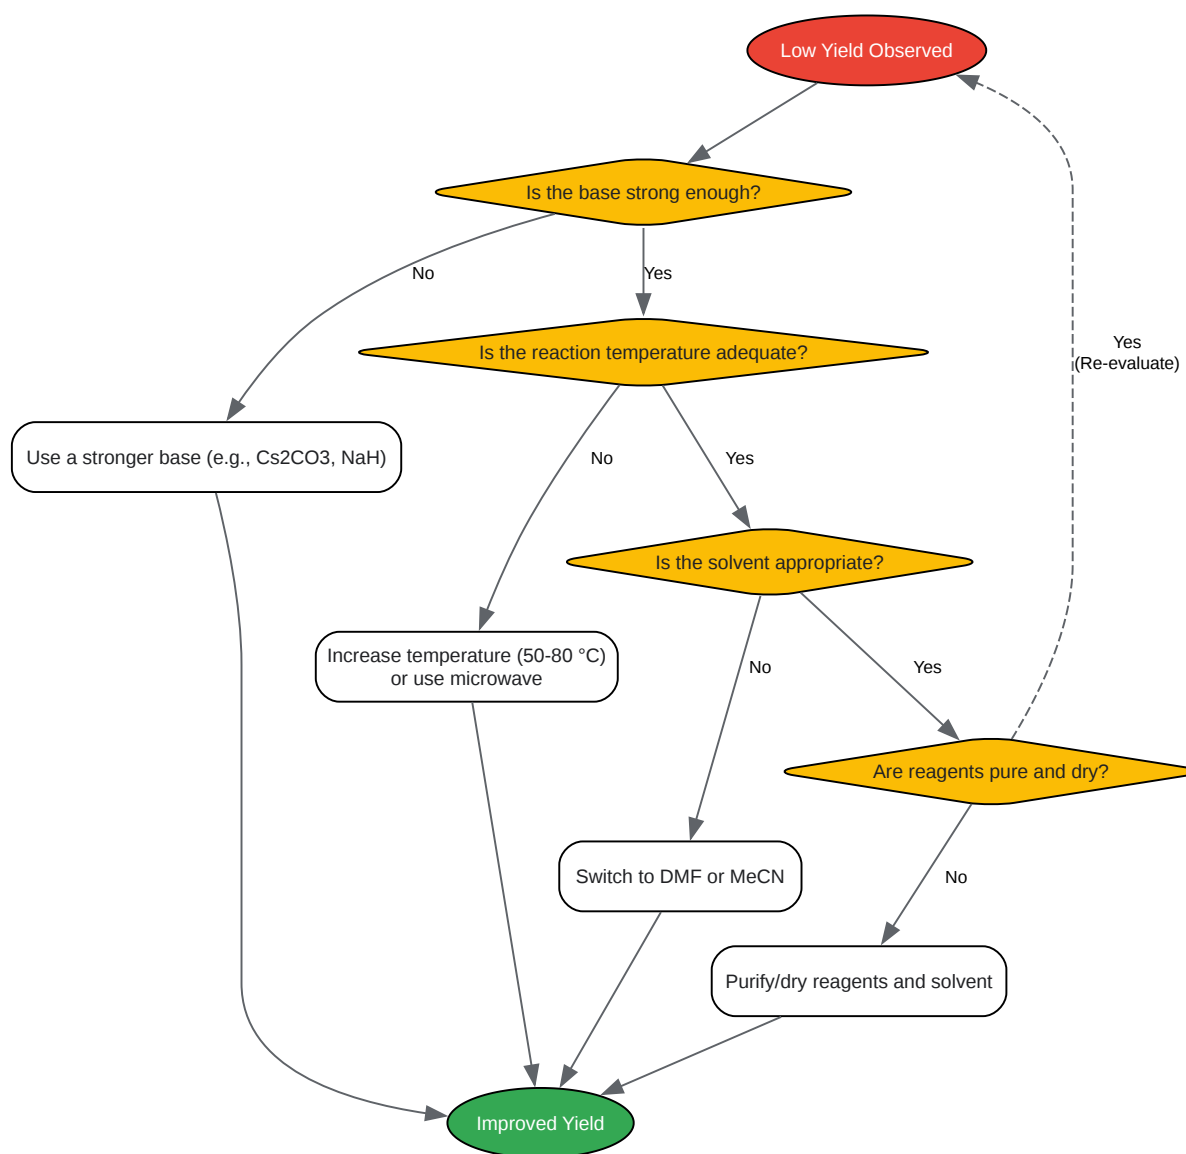 Low Yield Observed
Is the base strong enough?
No
Yes
Is the reaction temperature adequate?
Yes
(Re-evaluate)
Use a stronger base (e.g., Cs2CO3, NaH)
No
Yes
Is the solvent appropriate?
Increase temperature (50-80 °C)
or use microwave
No
Yes
Are reagents pure and dry?
Switch to DMF or MeCN
No
Purify/dry reagents and solvent
Improved Yield